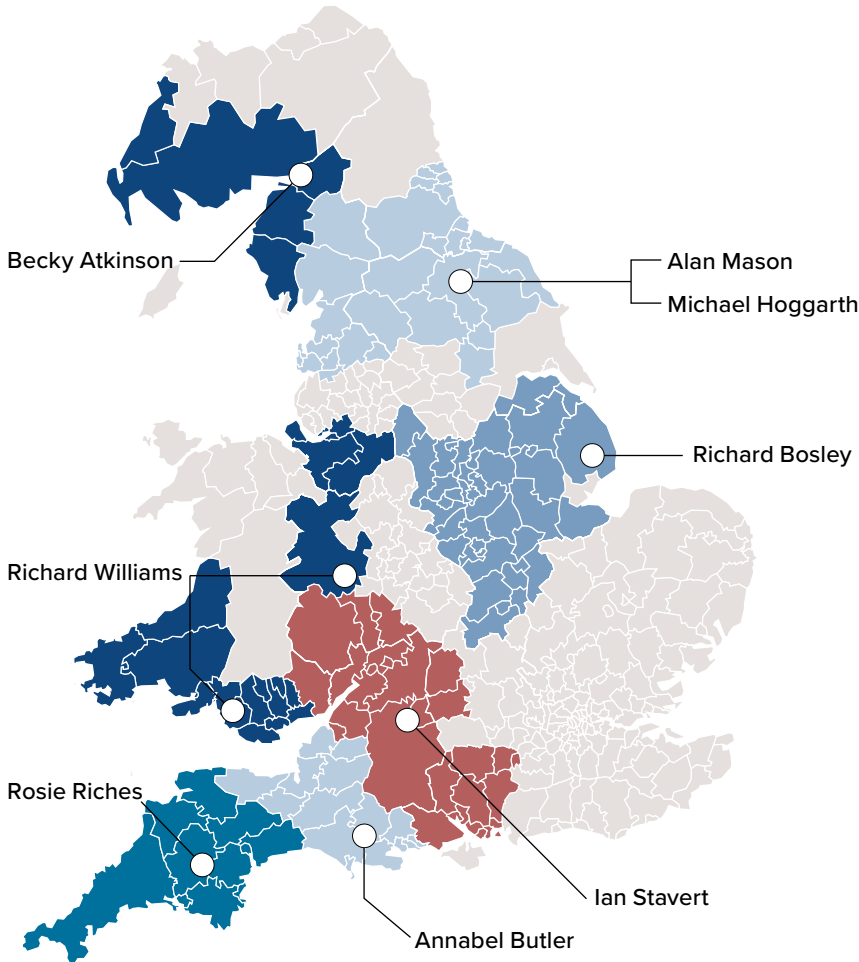 Becky Atkinson
Alan Mason
Michael Hoggarth
Richard Bosley
Richard Williams
Rosie Riches
Ian Stavert
Annabel Butler